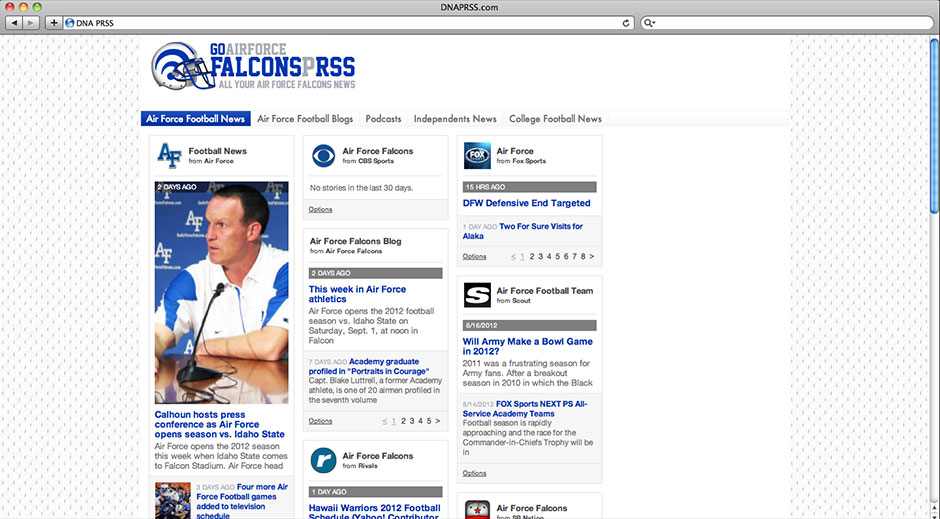 DNAPRSS.com
DNA PRSS
GOAIRFORCE
FALCONSPRSS
ALL YOUR AIR FORCE FALCONS NEWS
Air Force Football News
Air Force Football Blogs
Podcasts
Independents News
College Football News
Football News
from Air Force
2 DAYS AGO
Calhoun hosts press
conference as Air Force
opens season vs. Idaho State
Air Force opens the 2012 season
this week when Idaho State comes
to Falcon Stadium. Air Force head
3 DAYS AGO Four more Air
Force Football games
added to television
schedule
Air Force Falcons
from CBS Sports
No stories in the last 30 days.
Options
Air Force Falcons Blog
from Air Force Falcons
2 DAYS AGO
This week in Air Force
athletics
Air Force opens the 2012 football
season vs. Idaho State on
Saturday, Sept. 1, at noon in
Falcon
7 DAYS AGO Academy graduate
profiled in "Portraits in Courage"
Capt. Blake Luttrell, a former Academy
athlete, is one of 20 airmen profiled in
the seventh volume
Options
< 1 2 3 4 5 >
Air Force Falcons
from Rivals
1 DAY AGO
Hawaii Warriors 2012 Football
Schedule (Yahoo! Contributor
Air Force
from Fox Sports
15 HRS AGO
DFW Defensive End Targeted
1 DAY AGO Two For Sure Visits for
Alaka
Options
< 1 2 3 4 5 6 7 8 >
Air Force Football Team
from Scout
8/16/2012
Will Army Make a Bowl Game
in 2012?
2011 was a frustrating season for
Army fans. After a breakout
season in 2010 in which the Black
8/14/2012 FOX Sports NEXT PS All-
Service Academy Teams
Football season is rapidly
approaching and the race for the
Commander-in-Chiefs Trophy will be
in
Options
Air Force Falcons
from SB Nation